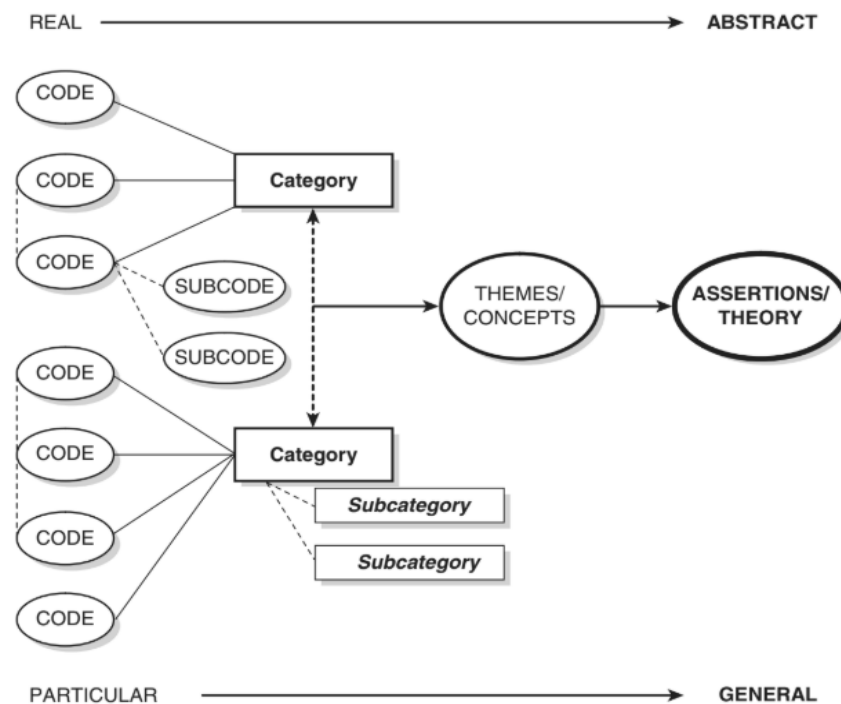 REAL
ABSTRACT
CODE
CODE
Category
CODE
SUBCODE
SUBCODE
THEMES/
CONCEPTS
ASSERTIONS/
THEORY
CODE
CODE
Category
Subcategory
CODE
Subcategory
CODE
PARTICULAR
GENERAL